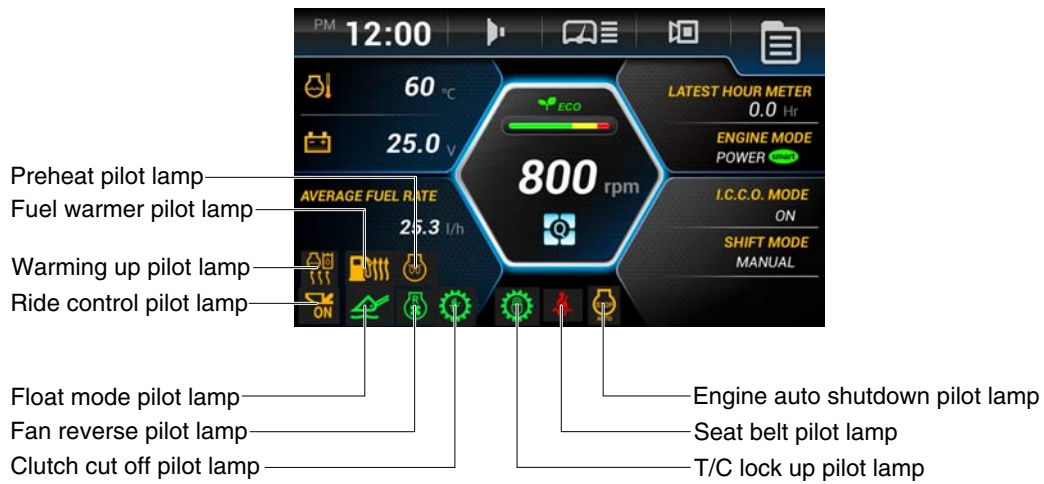 PM 12:00
60 °C
25.0 V
AVERAGE FUEL RATE
25.3 l/h
ECO
800 rpm
Q
LATEST HOUR METER
0.0 Hr
ENGINE MODE
POWER smart
I.C.C.O. MODE
ON
SHIFT MODE
MANUAL
ON
R
AUTO
Preheat pilot lamp
Fuel warmer pilot lamp
Warming up pilot lamp
Ride control pilot lamp
Float mode pilot lamp
Fan reverse pilot lamp
Clutch cut off pilot lamp
Engine auto shutdown pilot lamp
Seat belt pilot lamp
T/C lock up pilot lamp